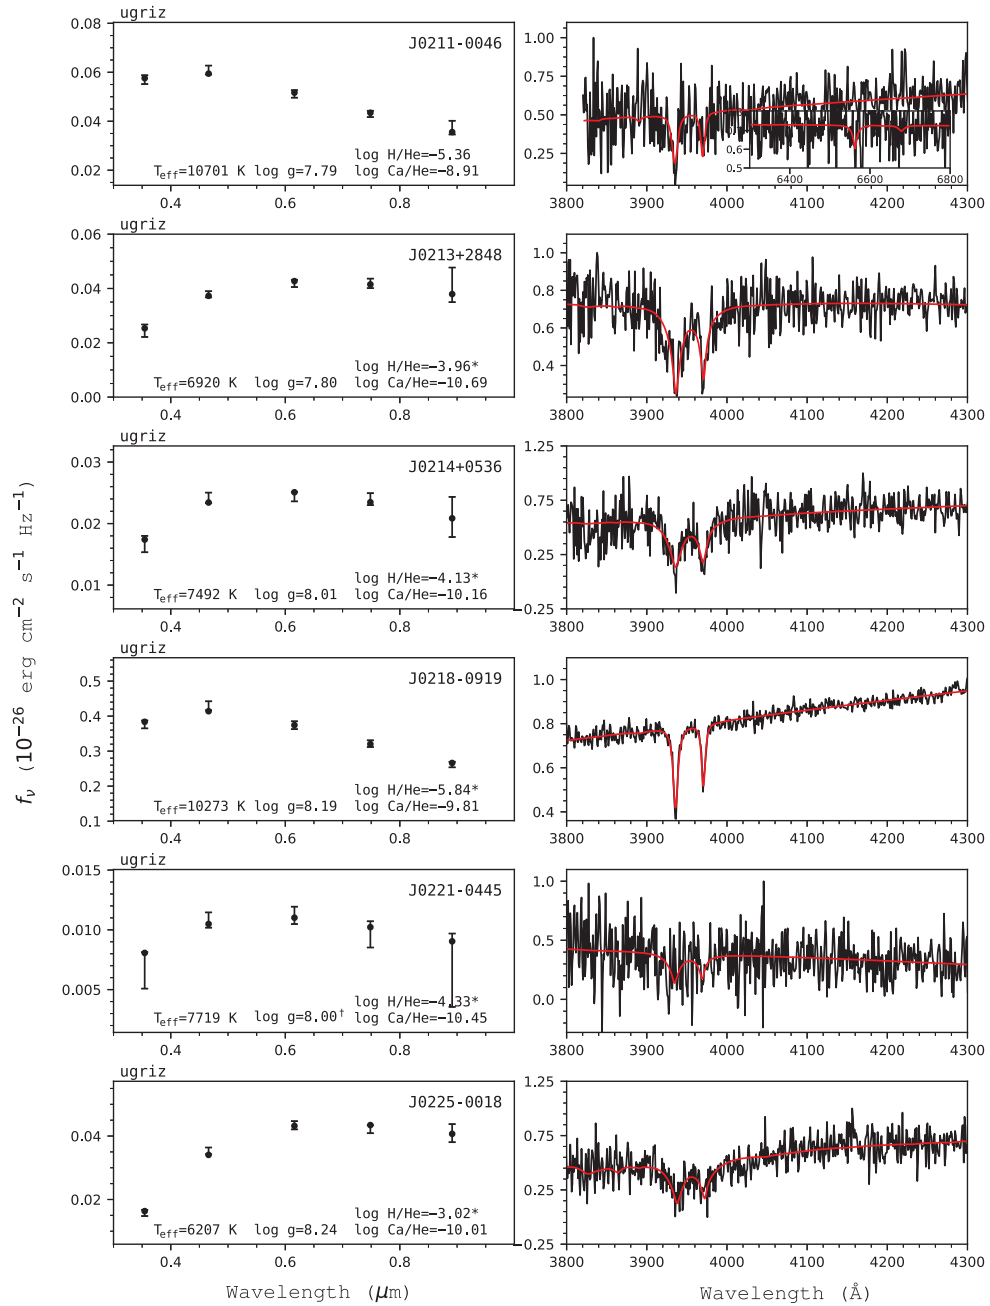 ugriz
0.08
0.06
0.04
0.02
J0211-0046
log H/He=−5.36
T_eff=10701 K log g=7.79 log Ca/He=−8.91
0.4 0.6 0.8
1.00
0.75
0.50
0.25
0.6
0.5
6400 6600 6800
3800 3900 4000 4100 4200 4300
ugriz
0.06
0.04
0.02
0.00
J0213+2848
log H/He=−3.96*
T_eff=6920 K log g=7.80 log Ca/He=−10.69
0.4 0.6 0.8
1.0
0.8
0.6
0.4
3800 3900 4000 4100 4200 4300
ugriz
0.03
0.02
0.01
J0214+0536
log H/He=−4.13*
T_eff=7492 K log g=8.01 log Ca/He=−10.16
0.4 0.6 0.8
1.25
0.75
0.25
−0.25
3800 3900 4000 4100 4200 4300
ugriz
0.5
0.4
0.3
0.2
0.1
J0218-0919
log H/He=−5.84*
T_eff=10273 K log g=8.19 log Ca/He=−9.81
0.4 0.6 0.8
1.0
0.8
0.6
0.4
3800 3900 4000 4100 4200 4300
ugriz
0.015
0.010
0.005
J0221-0445
log H/He=−4.33*
T_eff=7719 K log g=8.00† log Ca/He=−10.45
0.4 0.6 0.8
1.0
0.5
0.0
3800 3900 4000 4100 4200 4300
ugriz
0.04
0.02
J0225-0018
log H/He=−3.02*
T_eff=6207 K log g=8.24 log Ca/He=−10.01
0.4 0.6 0.8
1.25
0.75
0.25
−0.25
3800 3900 4000 4100 4200 4300
f_ν (10⁻²⁶ erg cm⁻² s⁻¹ Hz⁻¹)
Wavelength (μm)
Wavelength (Å)